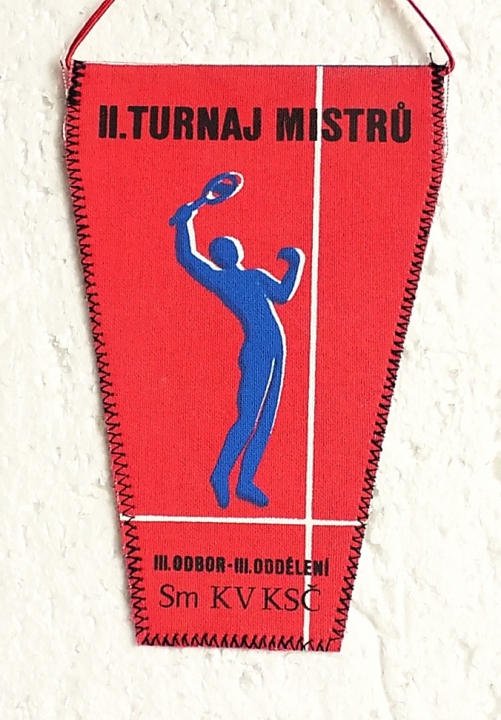 II.TURNAJ MISTRŮ
III.ODBOR-III.ODDĚLENÍ
Sm KV KSČ